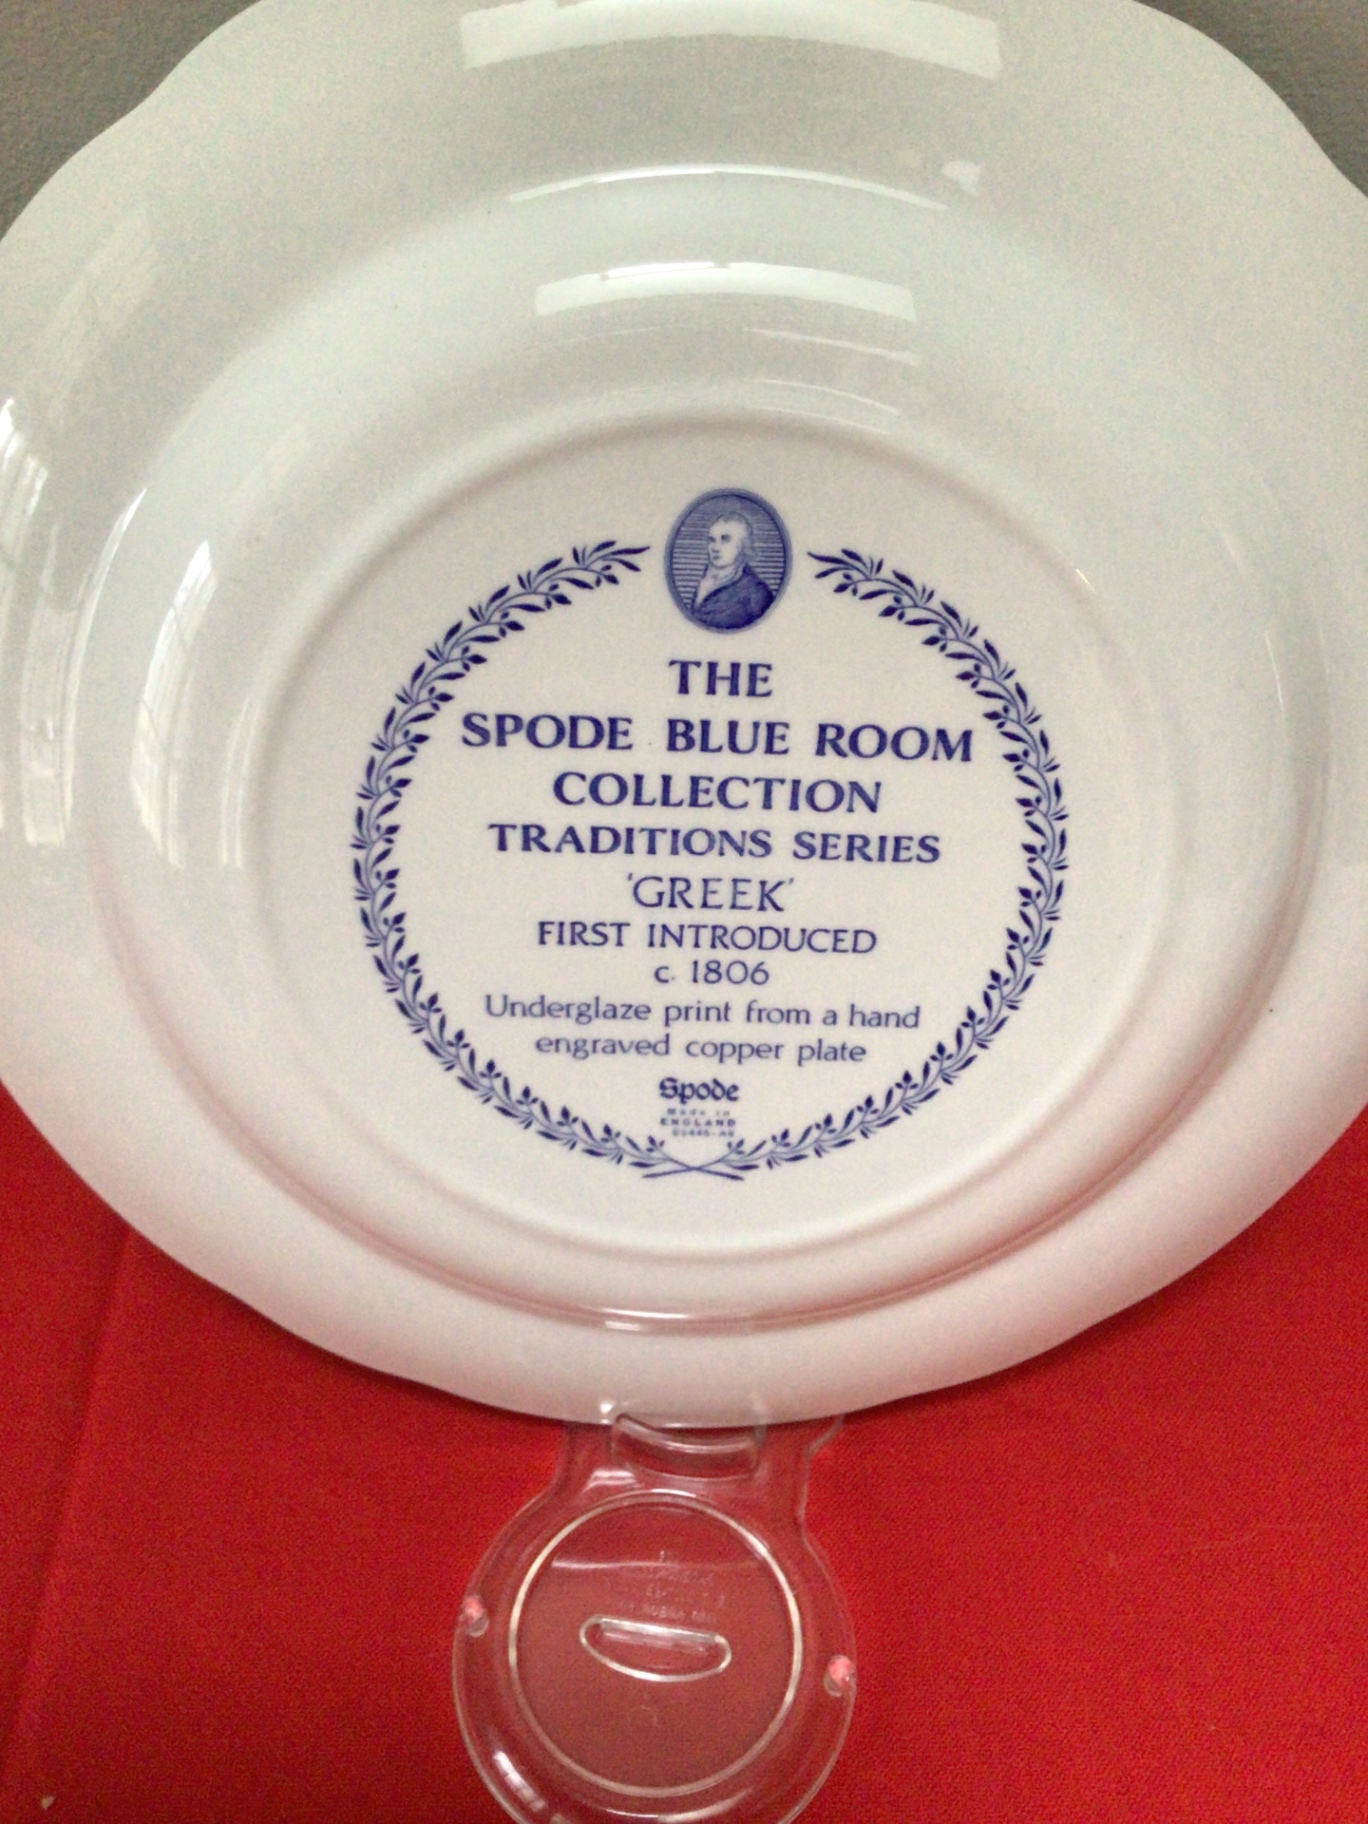 THE
SPODE BLUE ROOM
COLLECTION
TRADITIONS SERIES
'GREEK'
FIRST INTRODUCED
c. 1806
Underglaze print from a hand
engraved copper plate
Spode
Made in
ENGLAND